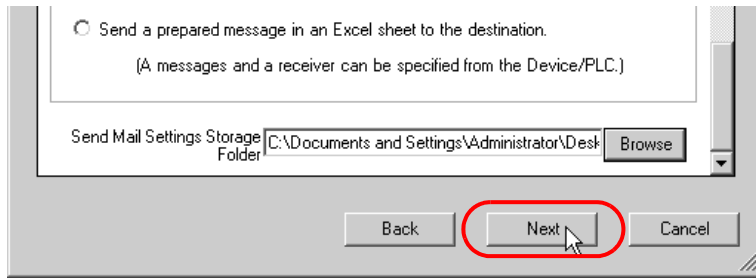 Send a prepared message in an Excel sheet to the destination.
(A messages and a receiver can be specified from the Device/PLC.)
Send Mail Settings Storage
Folder
C:\Documents and Settings\Administrator\Desk
Browse
Back
Next
Cancel